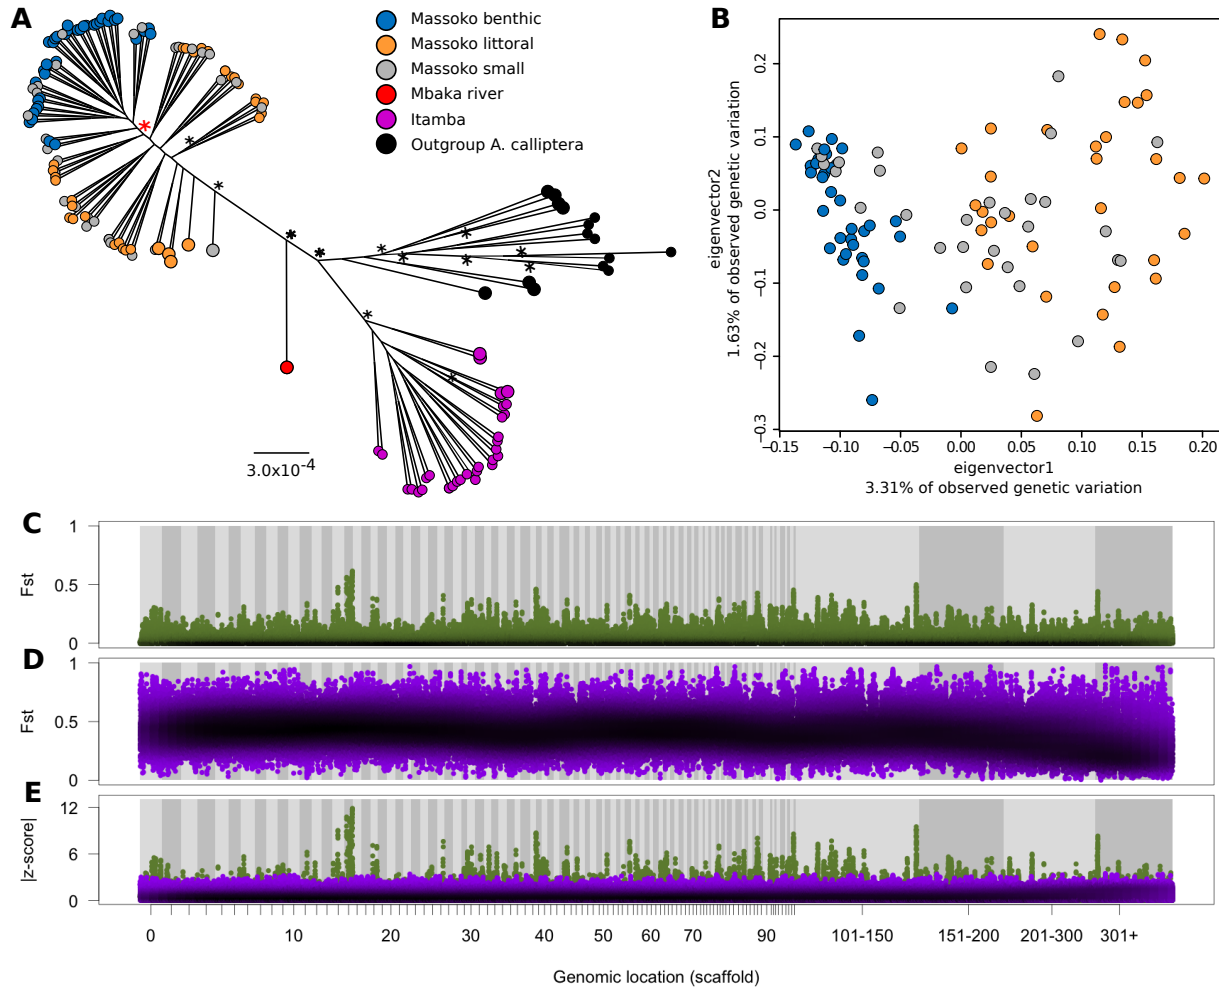 A
Massoko benthic
Massoko littoral
Massoko small
Mbaka river
Itamba
Outgroup A. calliptera
*
*
*
*
*
*
*
*
*
*
*
*
*
*
3.0x10-4
B
eigenvector2
1.63% of observed genetic variation
0.2
0.1
0.0
-0.1
-0.2
-0.3
−0.15
−0.10
−0.05
0.00
0.05
0.10
0.15
0.20
eigenvector1
3.31% of observed genetic variation
C
Fst
1
0.5
0
D
Fst
1
0.5
0
E
|z-score|
12
6
0
0
10
20
30
40
50
60
70
90
101-150
151-200
201-300
301+
Genomic location (scaffold)